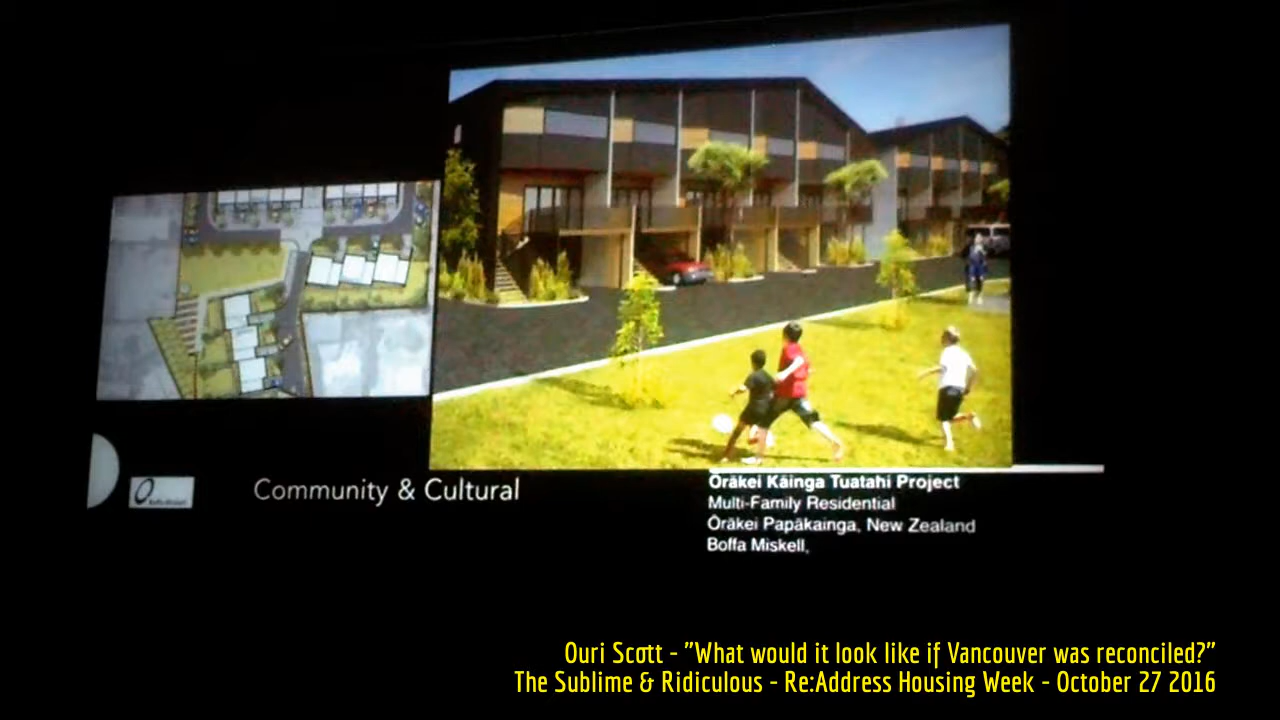 Community & Cultural
Ōrākei Kāinga Tuatahi Project
Multi-Family Residential
Ōrākei Papākainga, New Zealand
Boffa Miskell,
Ouri Scott - "What would it look like if Vancouver was reconciled?"
The Sublime & Ridiculous - Re:Address Housing Week - October 27 2016